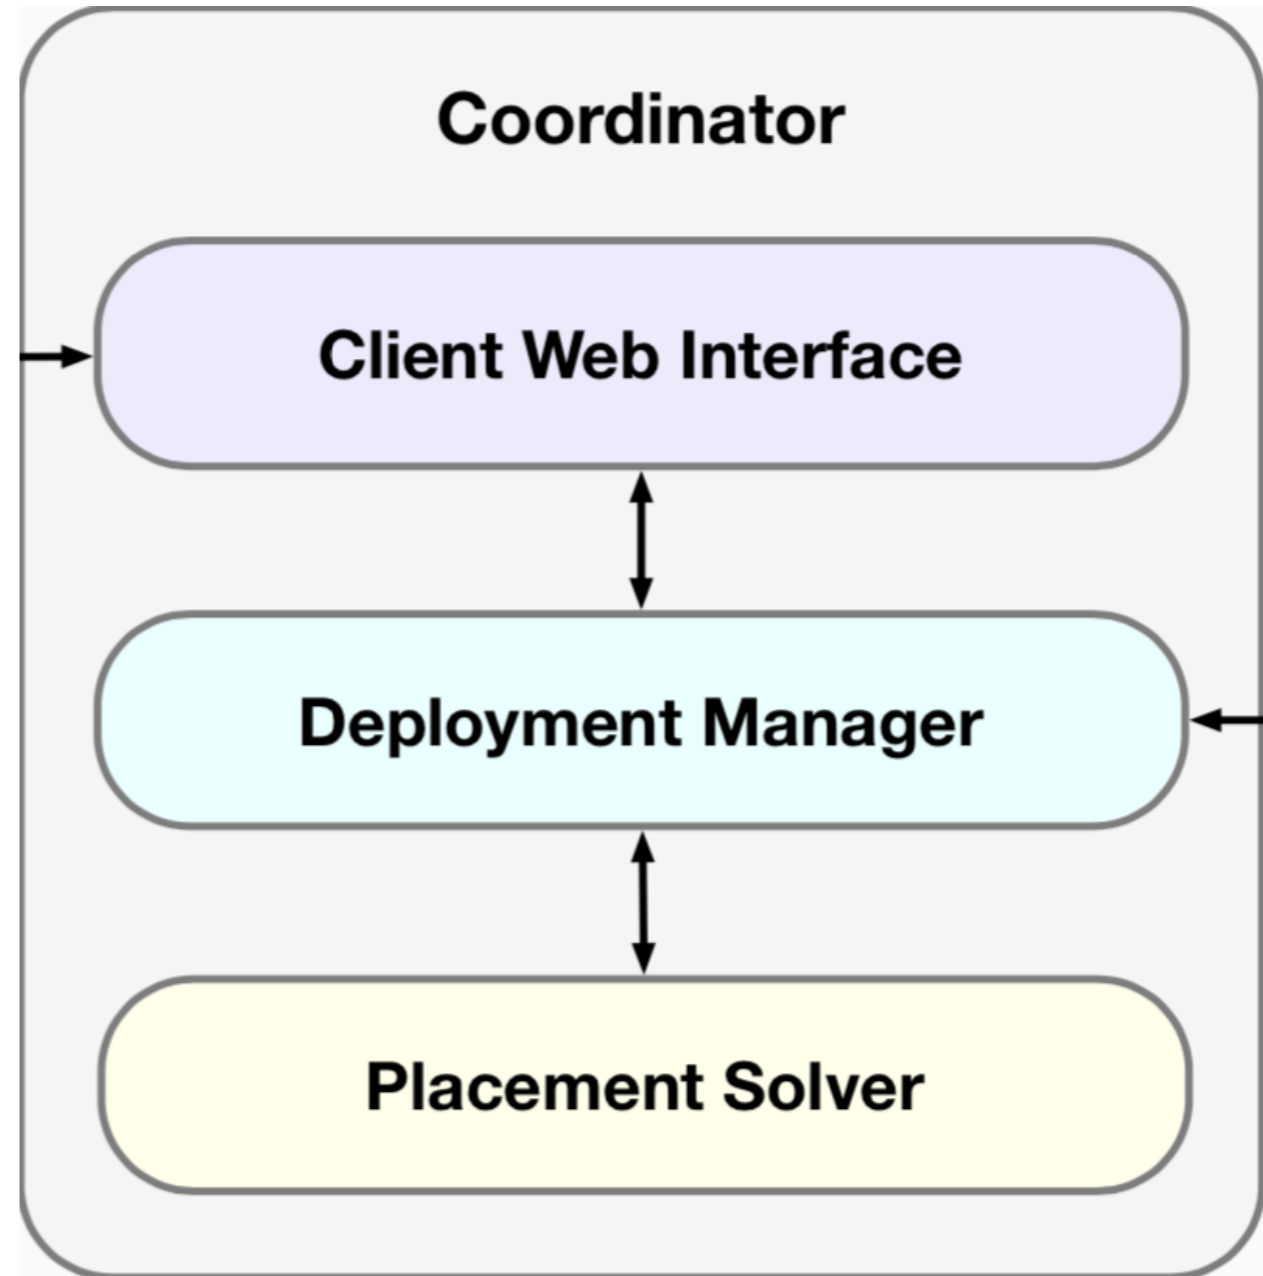 Coordinator
Client Web Interface
Deployment Manager
Placement Solver